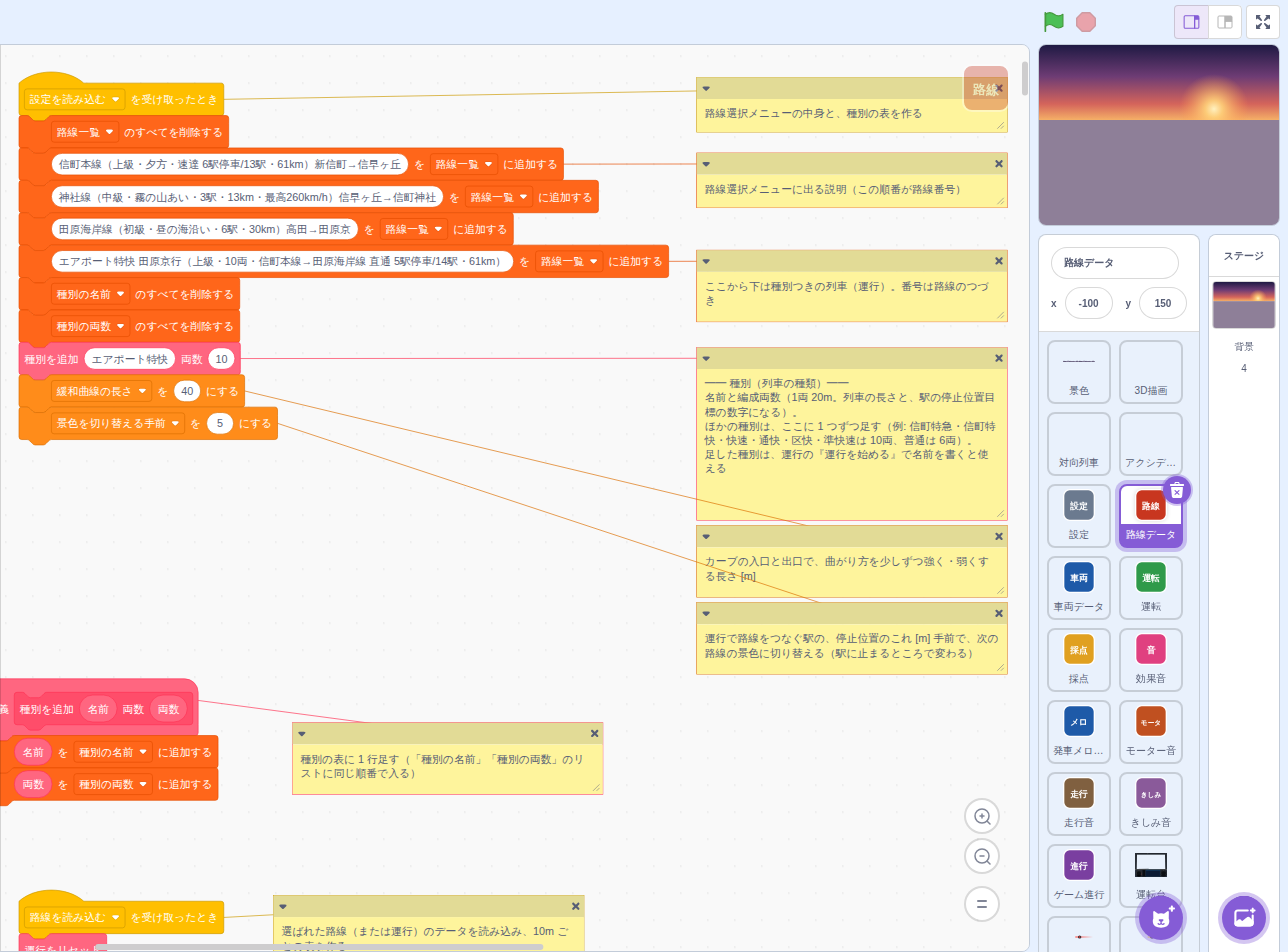 設定を読み込む を受け取ったとき
路線一覧 のすべてを削除する
信町本線（上級・夕方・速達 6駅停車/13駅・61km）新信町→信早ヶ丘 を 路線一覧 に追加する
神社線（中級・霧の山あい・3駅・13km・最高260km/h）信早ヶ丘→信町神社 を 路線一覧 に追加する
田原海岸線（初級・昼の海沿い・6駅・30km）高田→田原京 を 路線一覧 に追加する
エアポート特快 田原京行（上級・10両・信町本線→田原海岸線 直通 5駅停車/14駅・61km） を 路線一覧 に追加する
種別の名前 のすべてを削除する
種別の両数 のすべてを削除する
種別を追加 エアポート特快 両数 10
緩和曲線の長さ を 40 にする
景色を切り替える手前 を 5 にする
路線
路線選択メニューの中身と、種別の表を作る
路線選択メニューに出る説明（この順番が路線番号）
ここから下は種別つきの列車（運行）。番号は路線のつづ
き
─── 種別（列車の種類）───
名前と編成両数（1両 20m。列車の長さと、駅の停止位置目
標の数字になる）。
ほかの種別は、ここに 1 つずつ足す（例: 信町特急・信町特
快・快速・通快・区快・準快速は 10両、普通は 6両）。
足した種別は、運行の『運行を始める』で名前を書くと使
える
カーブの入口と出口で、曲がり方を少しずつ強く・弱くす
る長さ [m]
運行で路線をつなぐ駅の、停止位置のこれ [m] 手前で、次の
路線の景色に切り替える（駅に止まるところで変わる）
義 種別を追加 名前 両数 両数
名前 を 種別の名前 に追加する
両数 を 種別の両数 に追加する
種別の表に 1 行足す（「種別の名前」「種別の両数」のリ
ストに同じ順番で入る）
路線を読み込む を受け取ったとき
運行をリセット
選ばれた路線（または運行）のデータを読み込み、10m ご
路線データ
x -100 y 150
景色
3D描画
対向列車
アクシデ…
設定
設定
路線
路線データ
車両
車両データ
運転
運転
採点
採点
音
効果音
メロ
発車メロ…
モータ
モーター音
走行
走行音
きしみ
きしみ音
進行
ゲーム進行
運転台
ステージ
背景
4